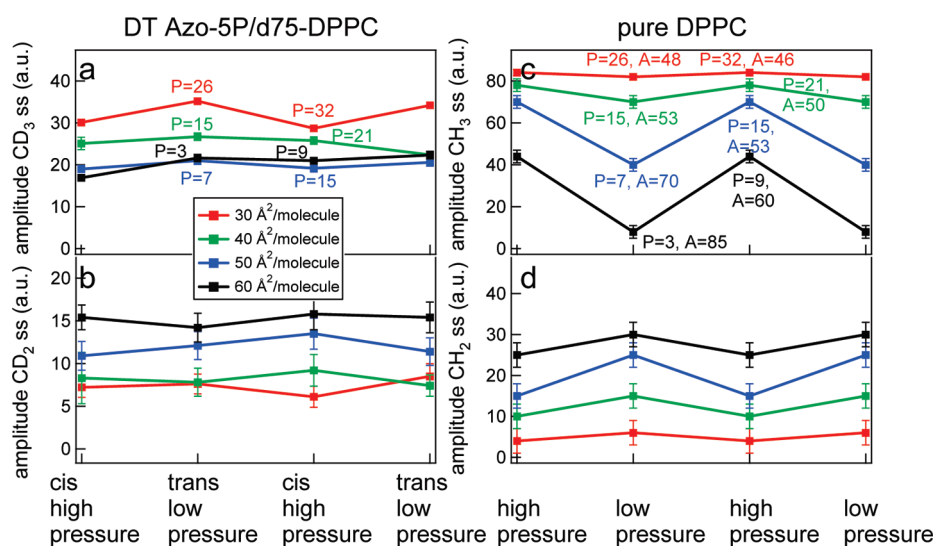 DT Azo-5P/d75-DPPC
pure DPPC
a
amplitude CD3 ss (a.u.)
40
30
20
10
0
P=26
P=32
P=15
P=21
P=3
P=9
P=7
P=15
30 Å²/molecule
40 Å²/molecule
50 Å²/molecule
60 Å²/molecule
b
amplitude CD2 ss (a.u.)
20
15
10
5
0
cis
high
pressure
trans
low
pressure
cis
high
pressure
trans
low
pressure
c
amplitude CH3 ss (a.u.)
80
60
40
20
0
P=26, A=48
P=32, A=46
P=15, A=53
P=21,
A=50
P=7, A=70
P=15,
A=53
P=9,
A=60
P=3, A=85
d
amplitude CH2 ss (a.u.)
40
30
20
10
0
high
pressure
low
pressure
high
pressure
low
pressure